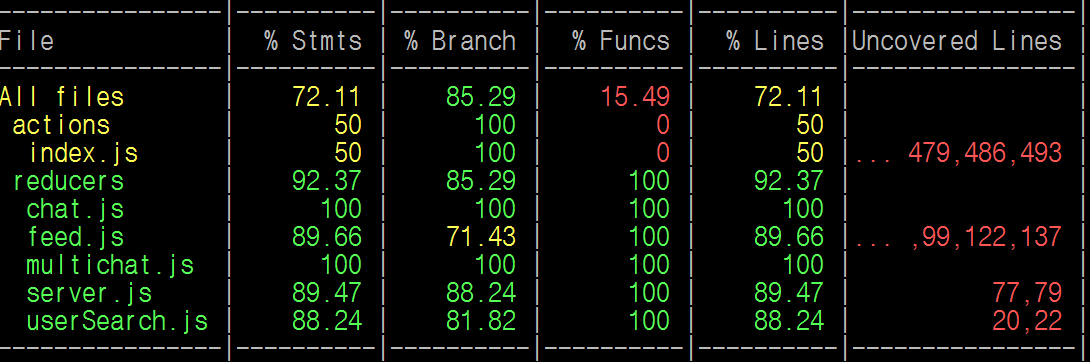 ----------------|----------|----------|----------|----------|----------------|
File            | % Stmts | % Branch | % Funcs | % Lines |Uncovered Lines |
----------------|----------|----------|----------|----------|----------------|
All files       | 72.11 | 85.29 | 15.49 | 72.11 | |
 actions        | 50 | 100 | 0 | 50 | |
  index.js      | 50 | 100 | 0 | 50 |... 479,486,493 |
 reducers       | 92.37 | 85.29 | 100 | 92.37 | |
  chat.js       | 100 | 100 | 100 | 100 | |
  feed.js       | 89.66 | 71.43 | 100 | 89.66 |... ,99,122,137 |
  multichat.js  | 100 | 100 | 100 | 100 | |
  server.js     | 89.47 | 88.24 | 100 | 89.47 | 77,79 |
  userSearch.js | 88.24 | 81.82 | 100 | 88.24 | 20,22 |
----------------|----------|----------|----------|----------|----------------|